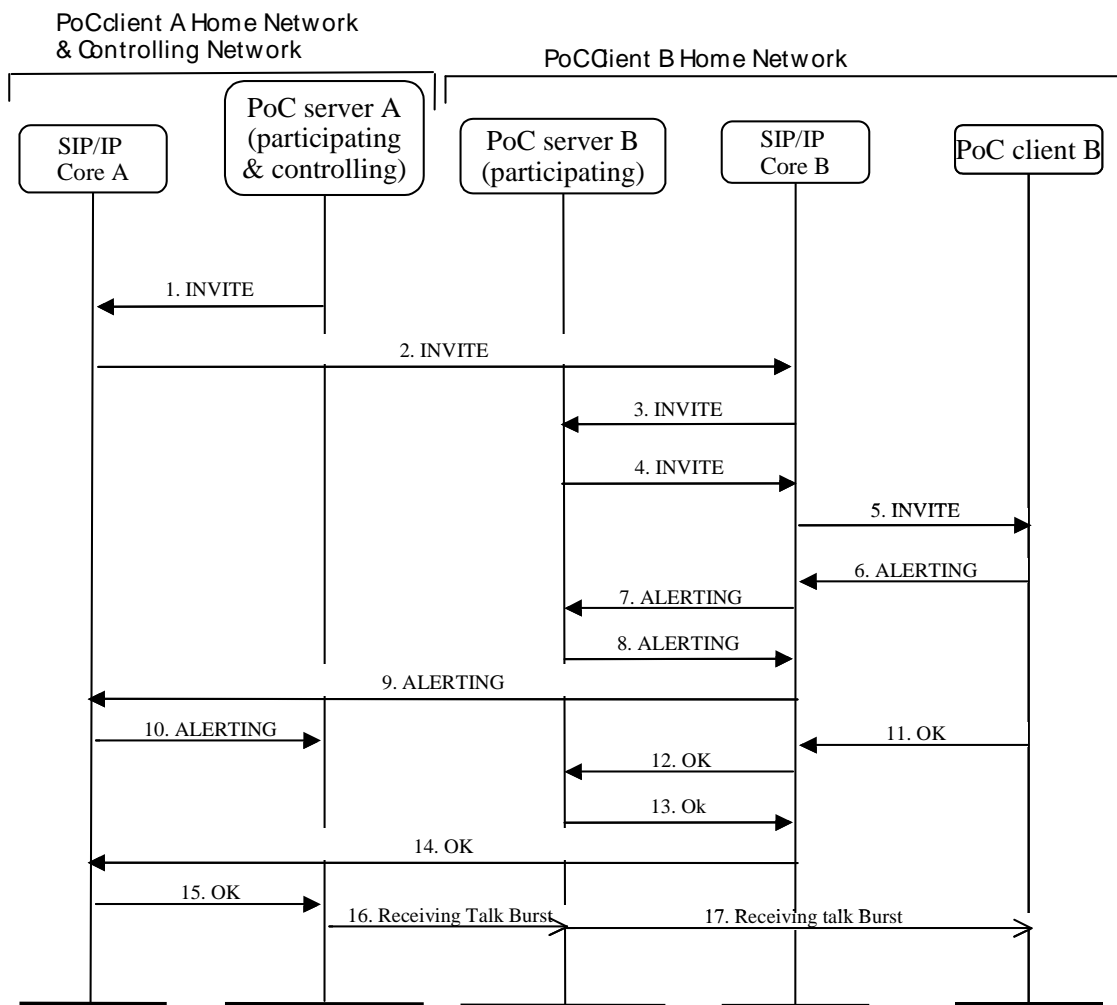 PoCclient A Home Network
& Controlling Network
PoCClient B Home Network
SIP/IP
Core A
PoC server A
(participating
& controlling)
PoC server B
(participating)
SIP/IP
Core B
PoC client B
1. INVITE
2. INVITE
3. INVITE
4. INVITE
5. INVITE
6. ALERTING
7. ALERTING
8. ALERTING
9. ALERTING
10. ALERTING
11. OK
12. OK
13. Ok
14. OK
15. OK
16. Receiving Talk Burst
17. Receiving talk Burst